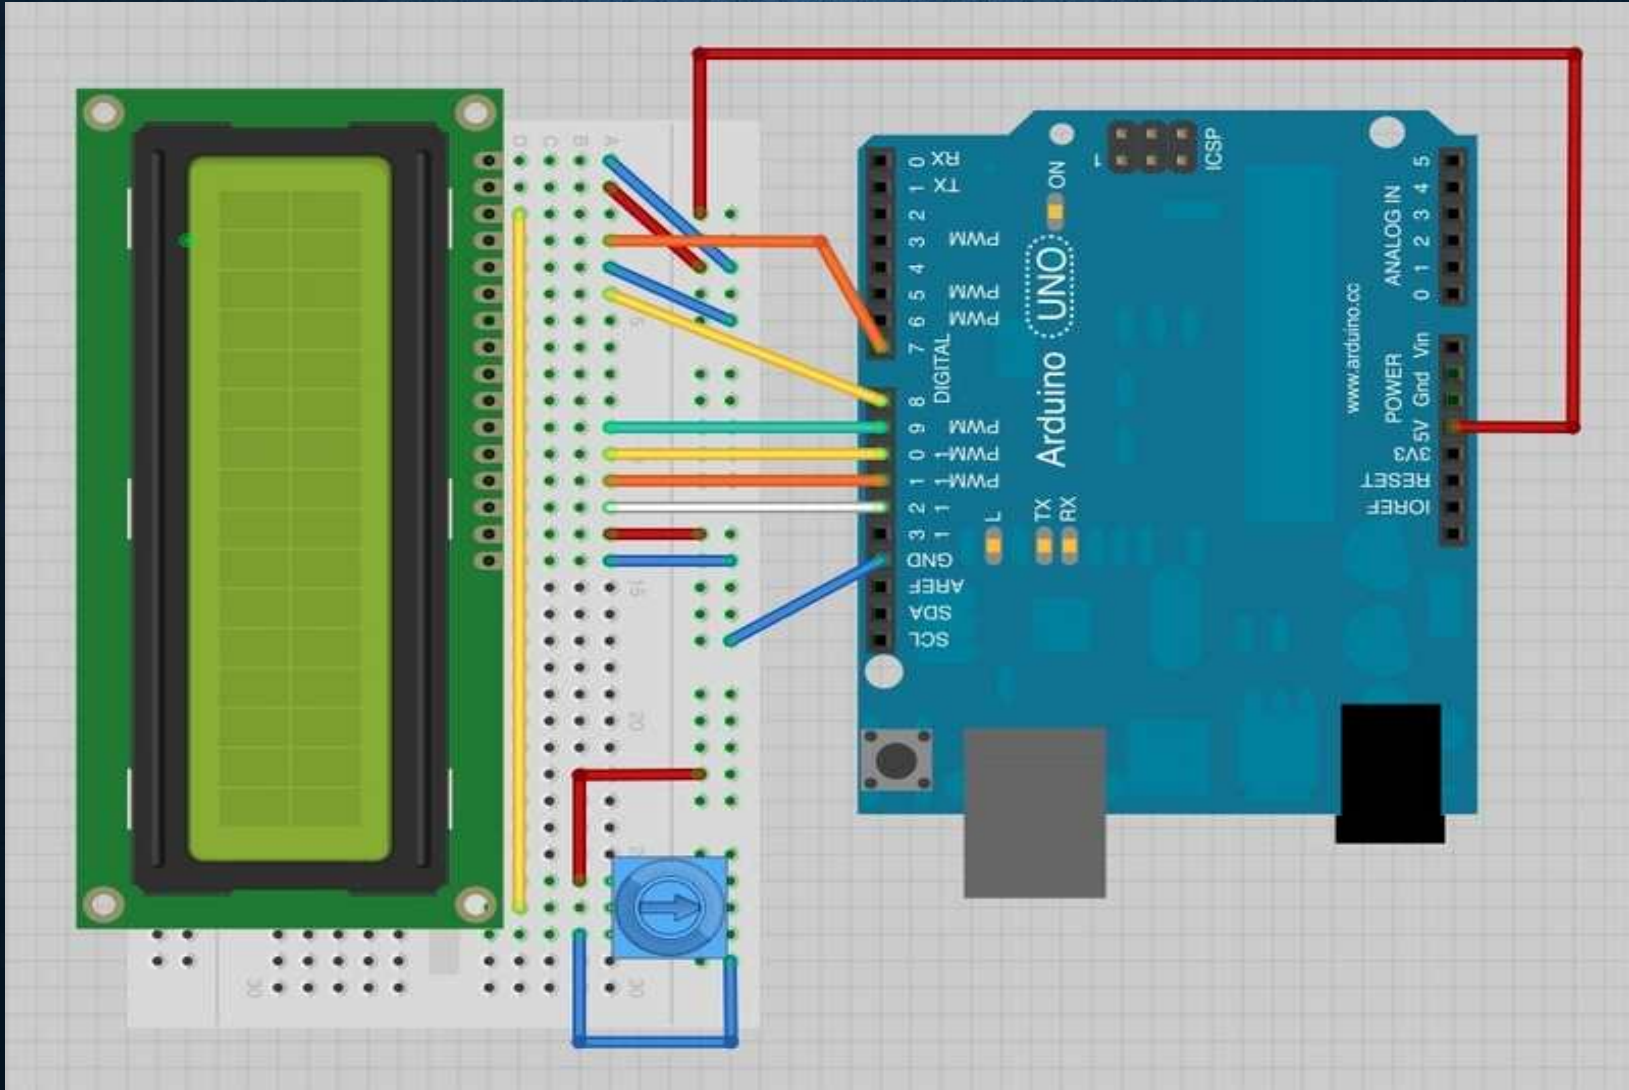 D C B A
5
15
20
30
30
0 RX
1 TX
2
3 PWM
4
5 PWM
6 PWM
7
DIGITAL
8
9 PWM
10 PWM
11 PWM
12
13
GND
AREF
SDA
SCL
ON
1
ICSP
Arduino UNO
L
TX
RX
www.arduino.cc
ANALOG IN
5
4
3
2
1
0
POWER
Vin
Gnd
5V
3V3
RESET
IOREF